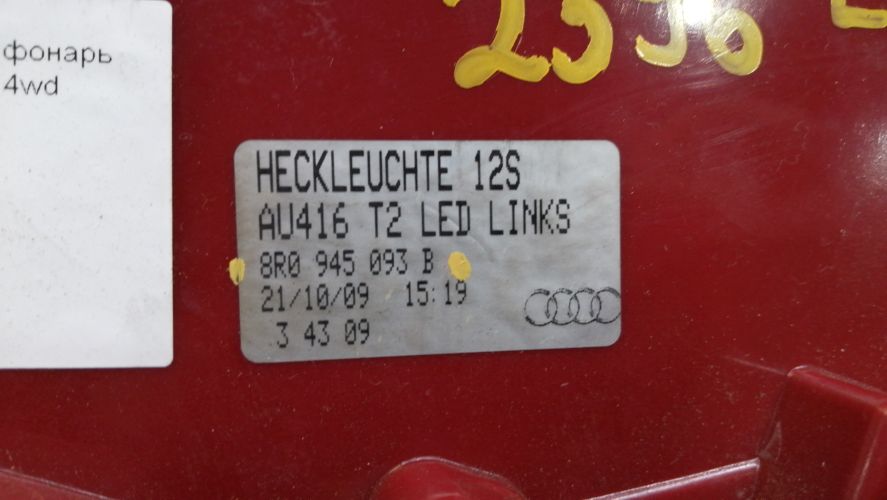 фонарь
4wd
HECKLEUCHTE 12S
AU416 T2 LED LINKS
8R0 945 093 B
21/10/09 15:19
3 43 09